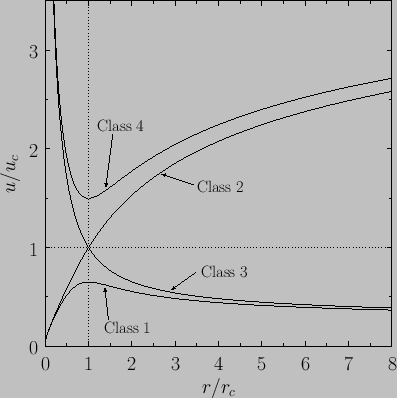 3
Class 4
2
u/u_c
Class 2
1
Class 3
Class 1
0
0 1 2 3 4 5 6 7 8
r/r_c